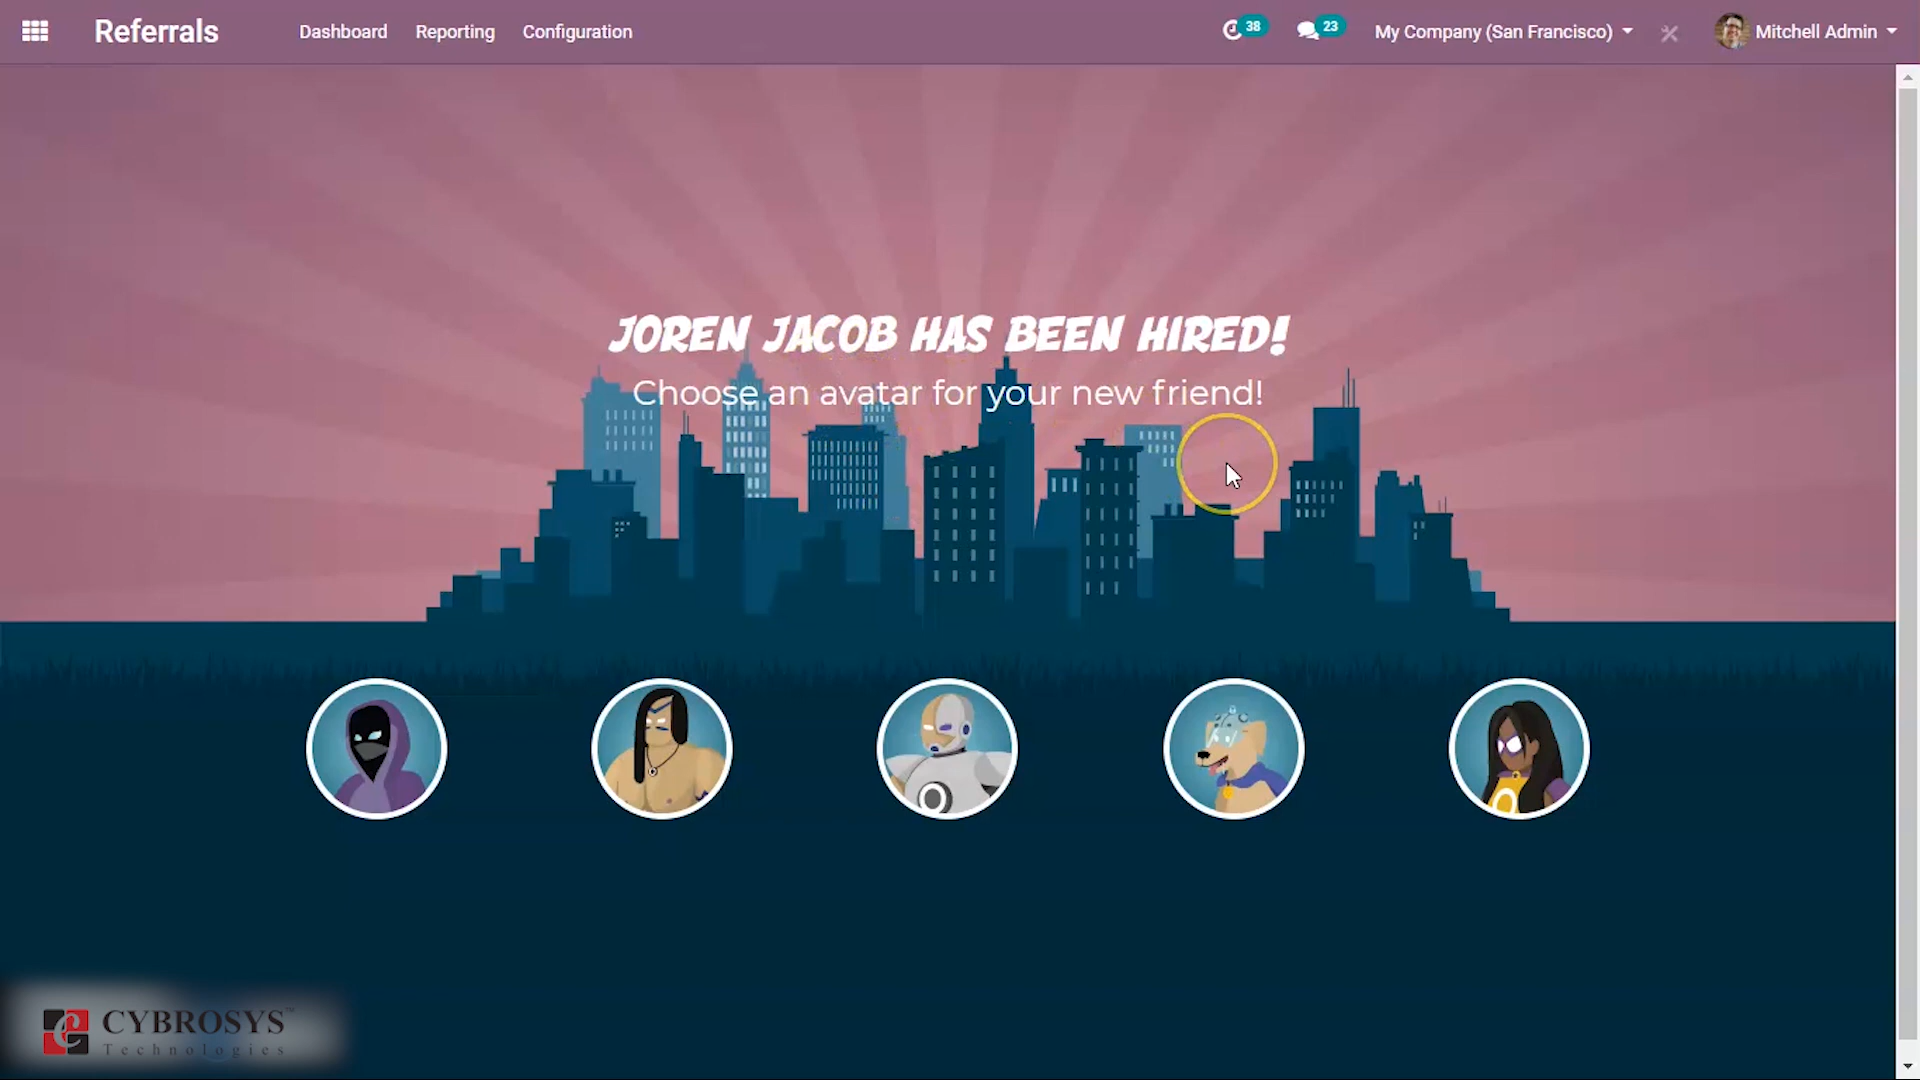 Referrals
Dashboard
Reporting
Configuration
38
23
My Company (San Francisco)
Mitchell Admin
JOREN JACOB HAS BEEN HIRED!
Choose an avatar for your new friend!
CYBROSYS™
Technologies